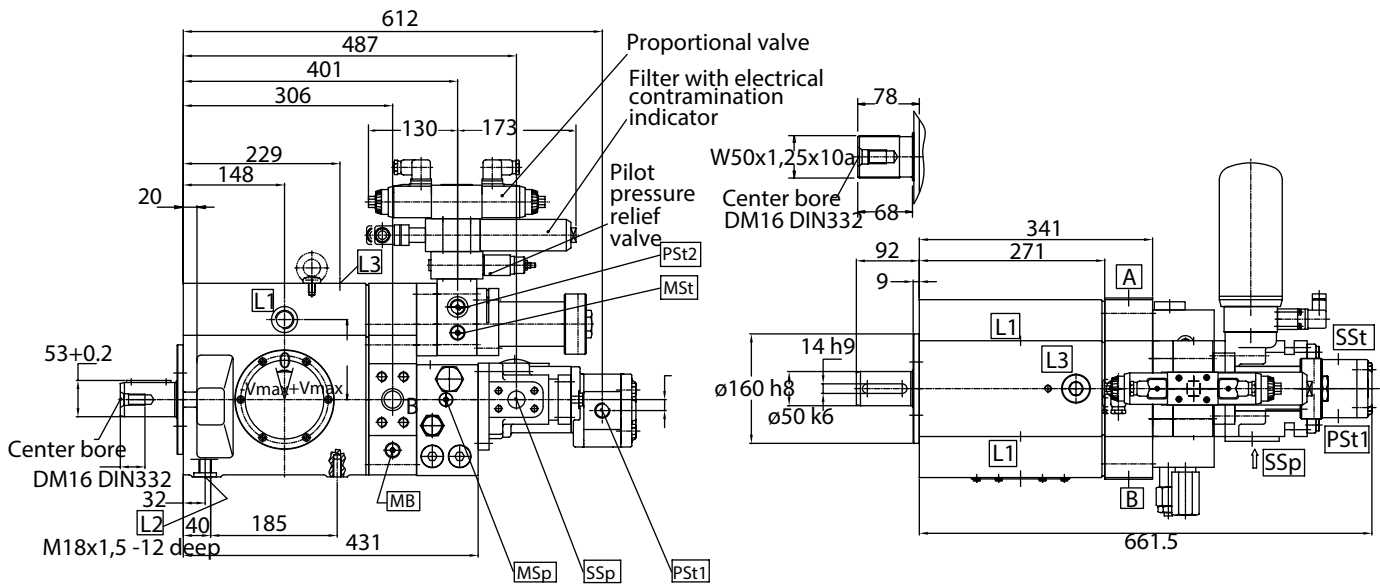 612
487
401
306
229
148
20
130
173
Proportional valve
Filter with electrical
contramination
indicator
Pilot
pressure
relief
valve
PSt2
MSt
L3
L1
53+0.2
-Vmax+Vmax
B
Center bore
DM16 DIN332
32
L2
40
185
M18x1,5 -12 deep
431
MB
MSp
SSp
PSt1
78
W50x1,25x10a
Center bore
DM16 DIN332
68
341
271
92
9
A
L1
L3
14 h9
ø160 h8
ø50 k6
SSt
PSt1
L1
SSp
B
661.5